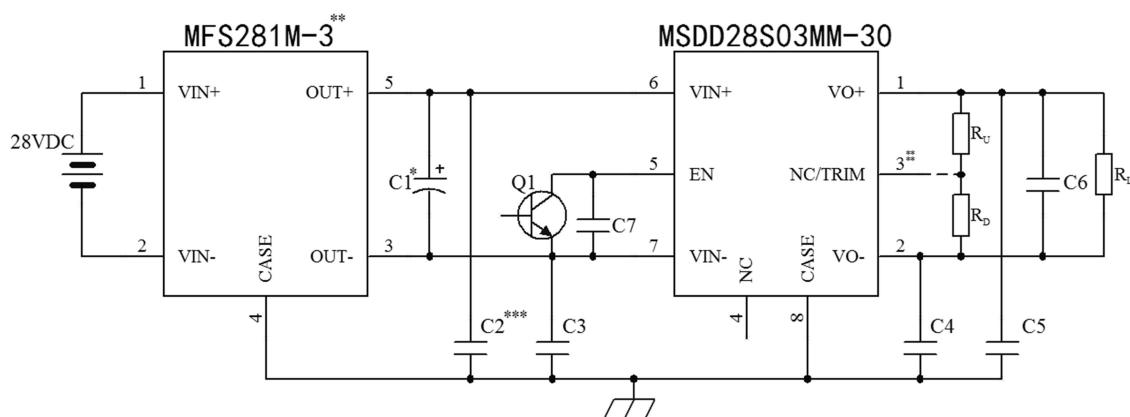 MFS281M-3**
MSDD28S03MM-30
1
VIN+
OUT+
5
6
VIN+
VO+
1
28VDC
C1*
+
Q1
5
EN
NC/TRIM
3**
RU
C6
C7
RD
2
VIN-
CASE
OUT-
3
7
VIN-
NC
CASE
VO-
2
4
C2***
C3
4
8
C4
C5